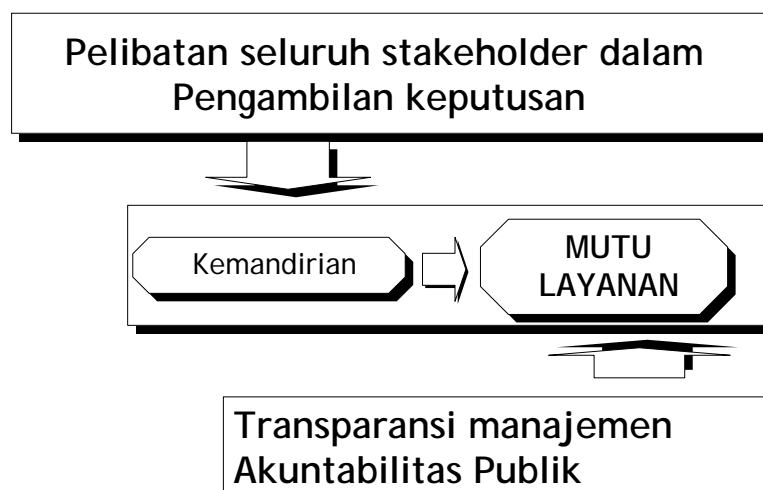 Pelibatan seluruh stakeholder dalam
Pengambilan keputusan
Kemandirian
MUTU
LAYANAN
Transparansi manajemen
Akuntabilitas Publik